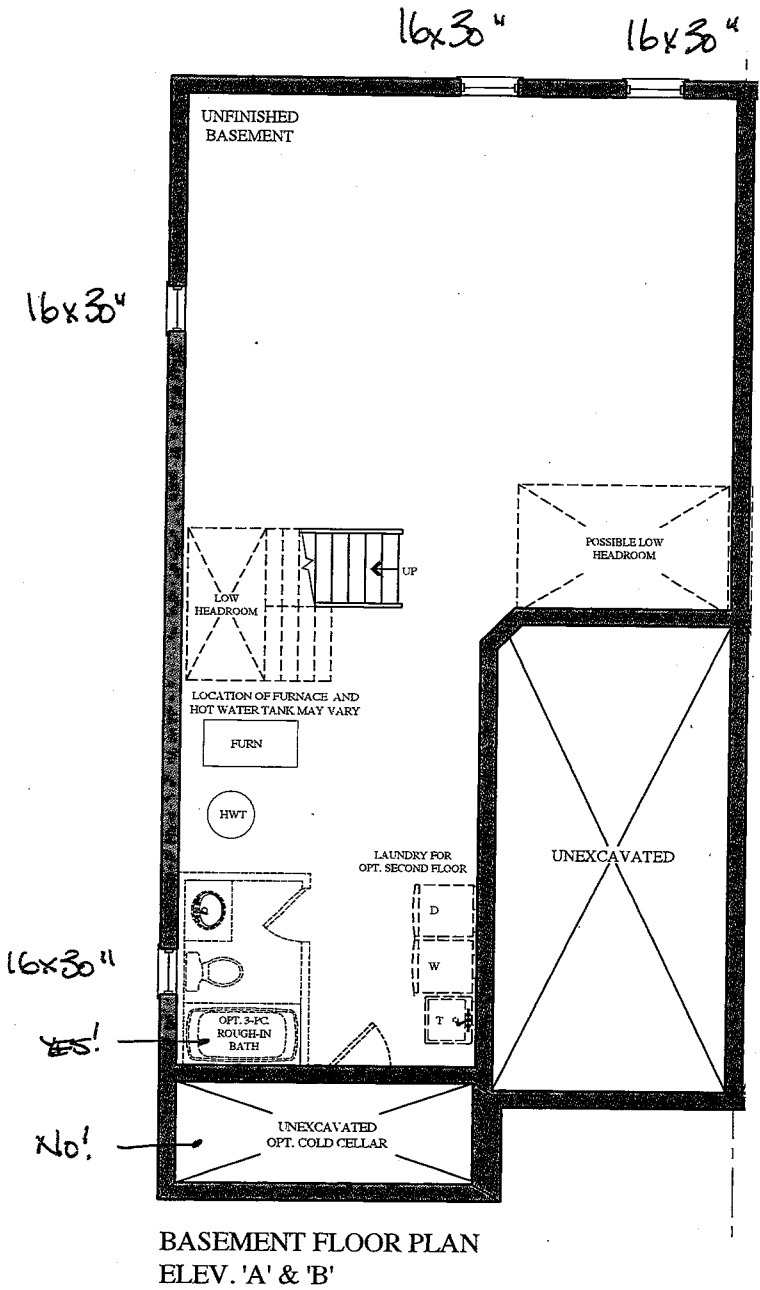 16x30" 16x30"
UNFINISHED
BASEMENT
16x30"
POSSIBLE LOW
HEADROOM
UP
LOW
HEADROOM
LOCATION OF FURNACE AND
HOT WATER TANK MAY VARY
FURN
HWT
LAUNDRY FOR
OPT. SECOND FLOOR
UNEXCAVATED
D
W
16x30"
T
OPT. 3-PC.
ROUGH-IN
BATH
YES!
UNEXCAVATED
OPT. COLD CELLAR
No!
BASEMENT FLOOR PLAN
ELEV. 'A' & 'B'